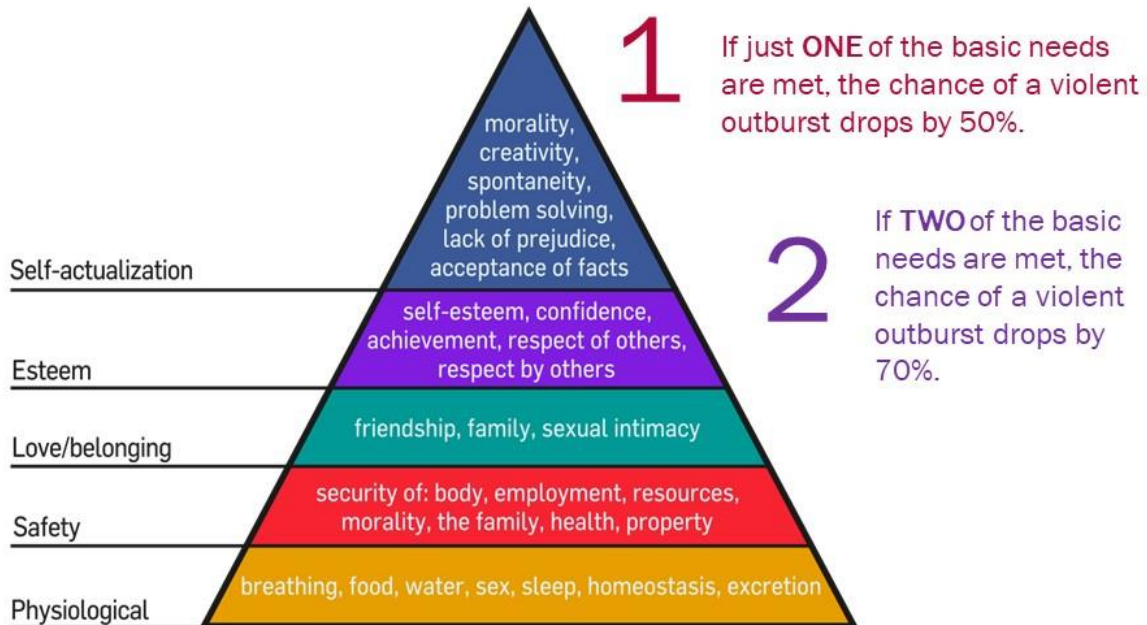 1
If just ONE of the basic needs
are met, the chance of a violent
outburst drops by 50%.
2
If TWO of the basic
needs are met, the
chance of a violent
outburst drops by
70%.
morality,
creativity,
spontaneity,
problem solving,
lack of prejudice,
acceptance of facts
Self-actualization
self-esteem, confidence,
achievement, respect of others,
respect by others
Esteem
friendship, family, sexual intimacy
Love/belonging
security of: body, employment, resources,
morality, the family, health, property
Safety
breathing, food, water, sex, sleep, homeostasis, excretion
Physiological